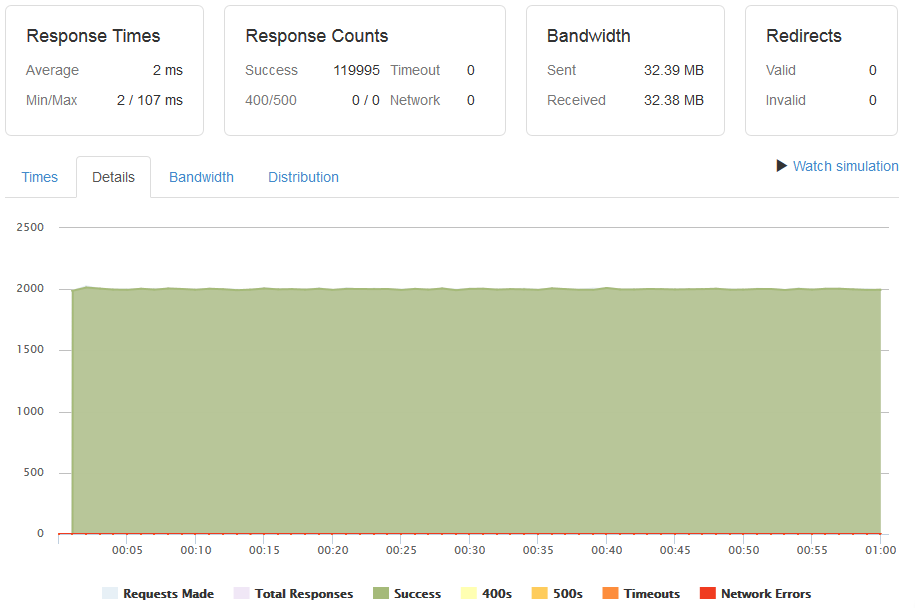 Response Times
Average 2 ms
Min/Max 2 / 107 ms
Response Counts
Success 119995 Timeout 0
400/500 0 / 0 Network 0
Bandwidth
Sent 32.39 MB
Received 32.38 MB
Redirects
Valid 0
Invalid 0
Times Details Bandwidth Distribution
Watch simulation
2500
2000
1500
1000
500
0
00:05 00:10 00:15 00:20 00:25 00:30 00:35 00:40 00:45 00:50 00:55 01:00
Requests Made Total Responses Success 400s 500s Timeouts Network Errors